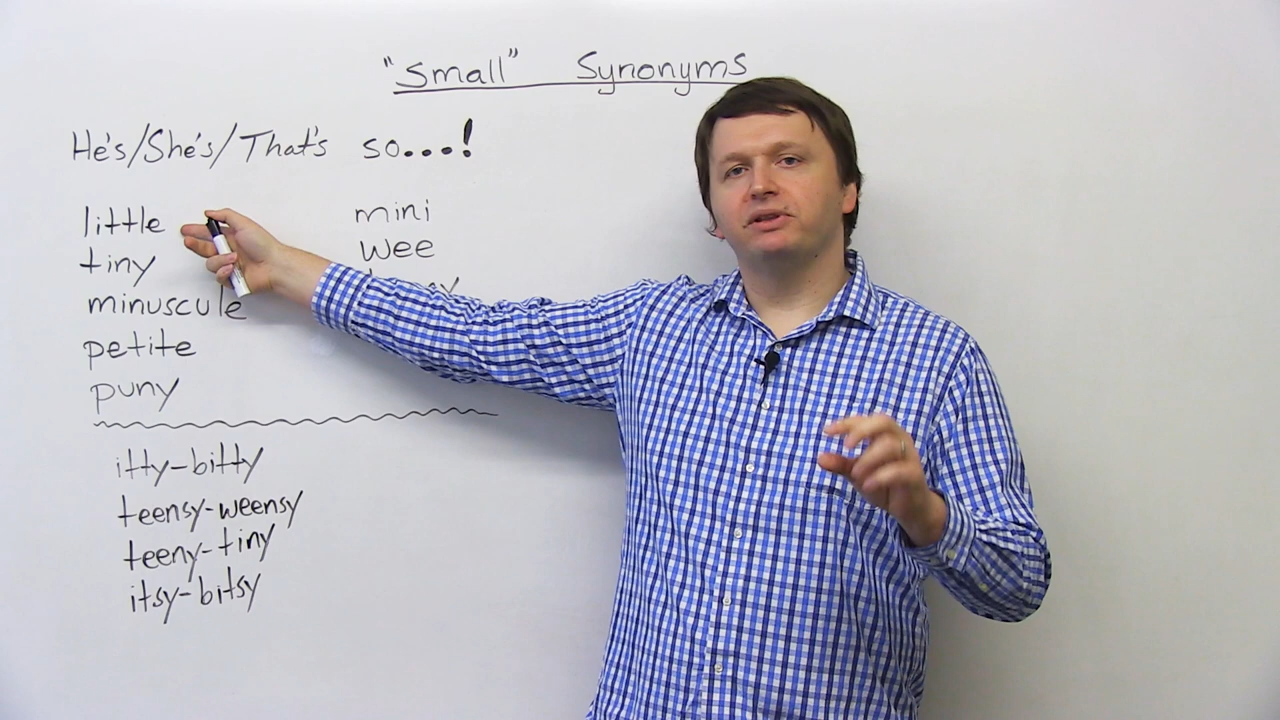 "Small" Synonyms
He's/She's/That's so...!
little
tiny
minuscule
petite
puny
mini
wee
itty-bitty
teensy-weensy
teeny-tiny
itsy-bitsy